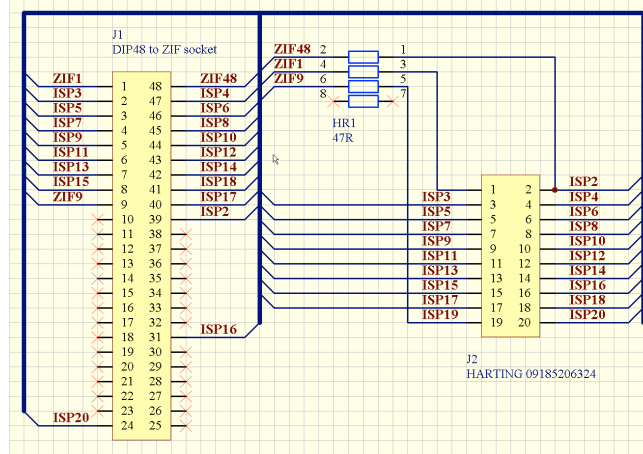 J1
DIP48 to ZIF socket
ZIF1 1 48 ZIF48
ISP3 2 47 ISP4
ISP5 3 46 ISP6
ISP7 4 45 ISP8
ISP9 5 44 ISP10
ISP11 6 43 ISP12
ISP13 7 42 ISP14
ISP15 8 41 ISP18
ZIF9 9 40 ISP17
10 39 ISP2
11 38
12 37
13 36
14 35
15 34
16 33
17 32
18 31 ISP16
19 30
20 29
21 28
22 27
23 26
ISP20 24 25
ZIF48 2 1
ZIF1 4 3
ZIF9 6 5
8 7
HR1
47R
1 2 ISP2
ISP3 3 4 ISP4
ISP5 5 6 ISP6
ISP7 7 8 ISP8
ISP9 9 10 ISP10
ISP11 11 12 ISP12
ISP13 13 14 ISP14
ISP15 15 16 ISP16
ISP17 17 18 ISP18
ISP19 19 20 ISP20
J2
HARTING 09185206324